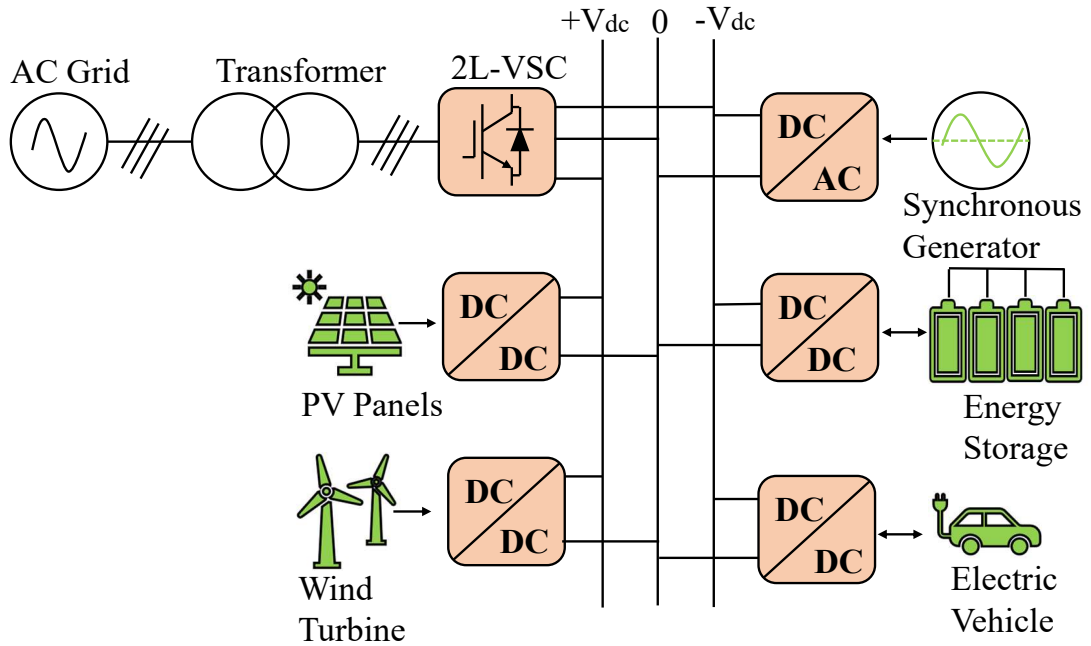 +Vdc 0 -Vdc
AC Grid
Transformer
2L-VSC
DC
AC
Synchronous
Generator
DC
DC
PV Panels
DC
DC
Energy
Storage
DC
DC
Wind
Turbine
DC
DC
Electric
Vehicle